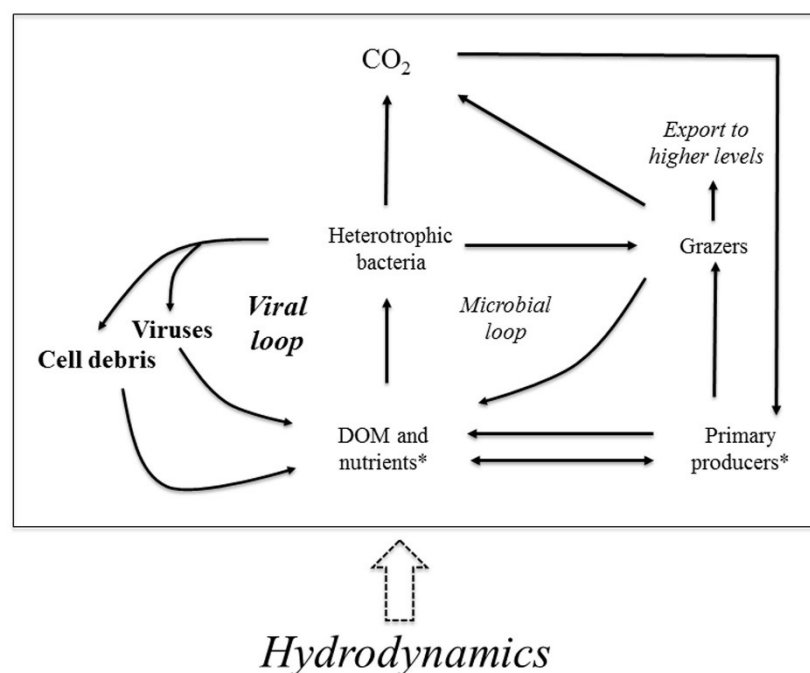 CO₂
Export to
higher levels
Heterotrophic
bacteria
Grazers
Viral
loop
Microbial
loop
Viruses
Cell debris
DOM and
nutrients*
Primary
producers*
Hydrodynamics